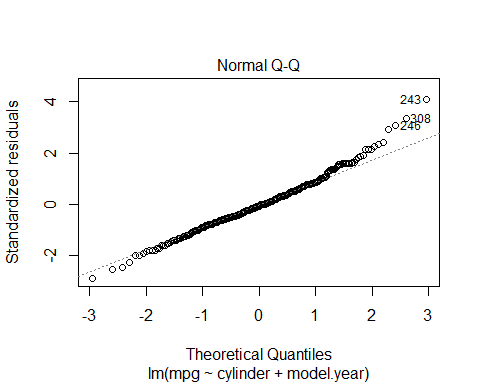 Normal Q-Q
Standardized residuals
4
2
0
-2
243
308
246
-3 -2 -1 0 1 2 3
Theoretical Quantiles
lm(mpg ~ cylinder + model.year)